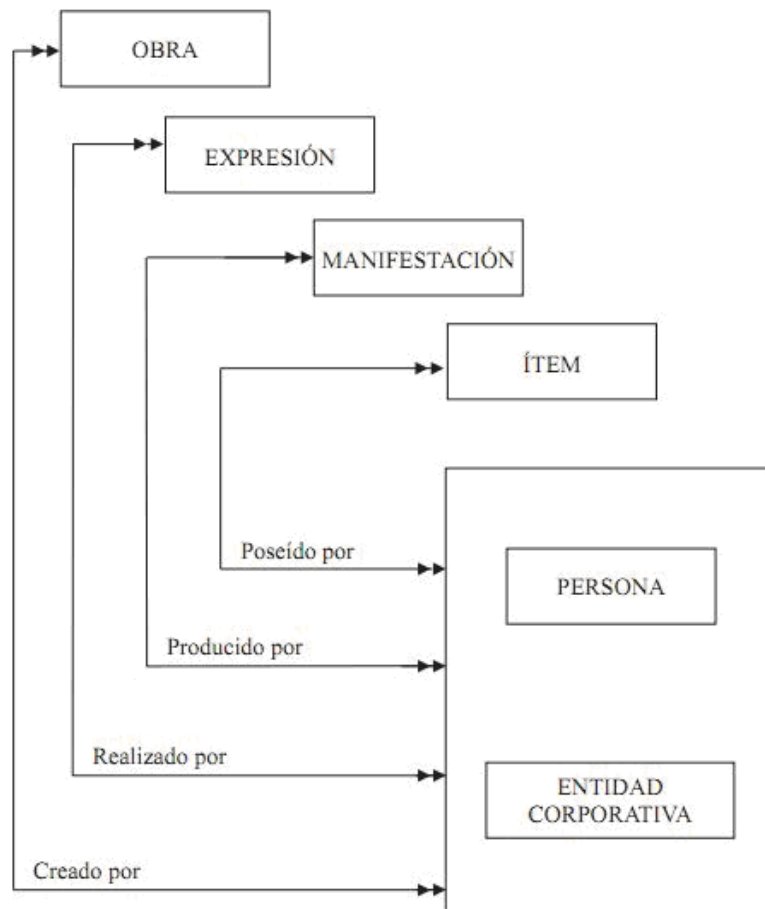 OBRA
EXPRESIÓN
MANIFESTACIÓN
ÍTEM
Poseído por
PERSONA
Producido por
Realizado por
ENTIDAD
CORPORATIVA
Creado por